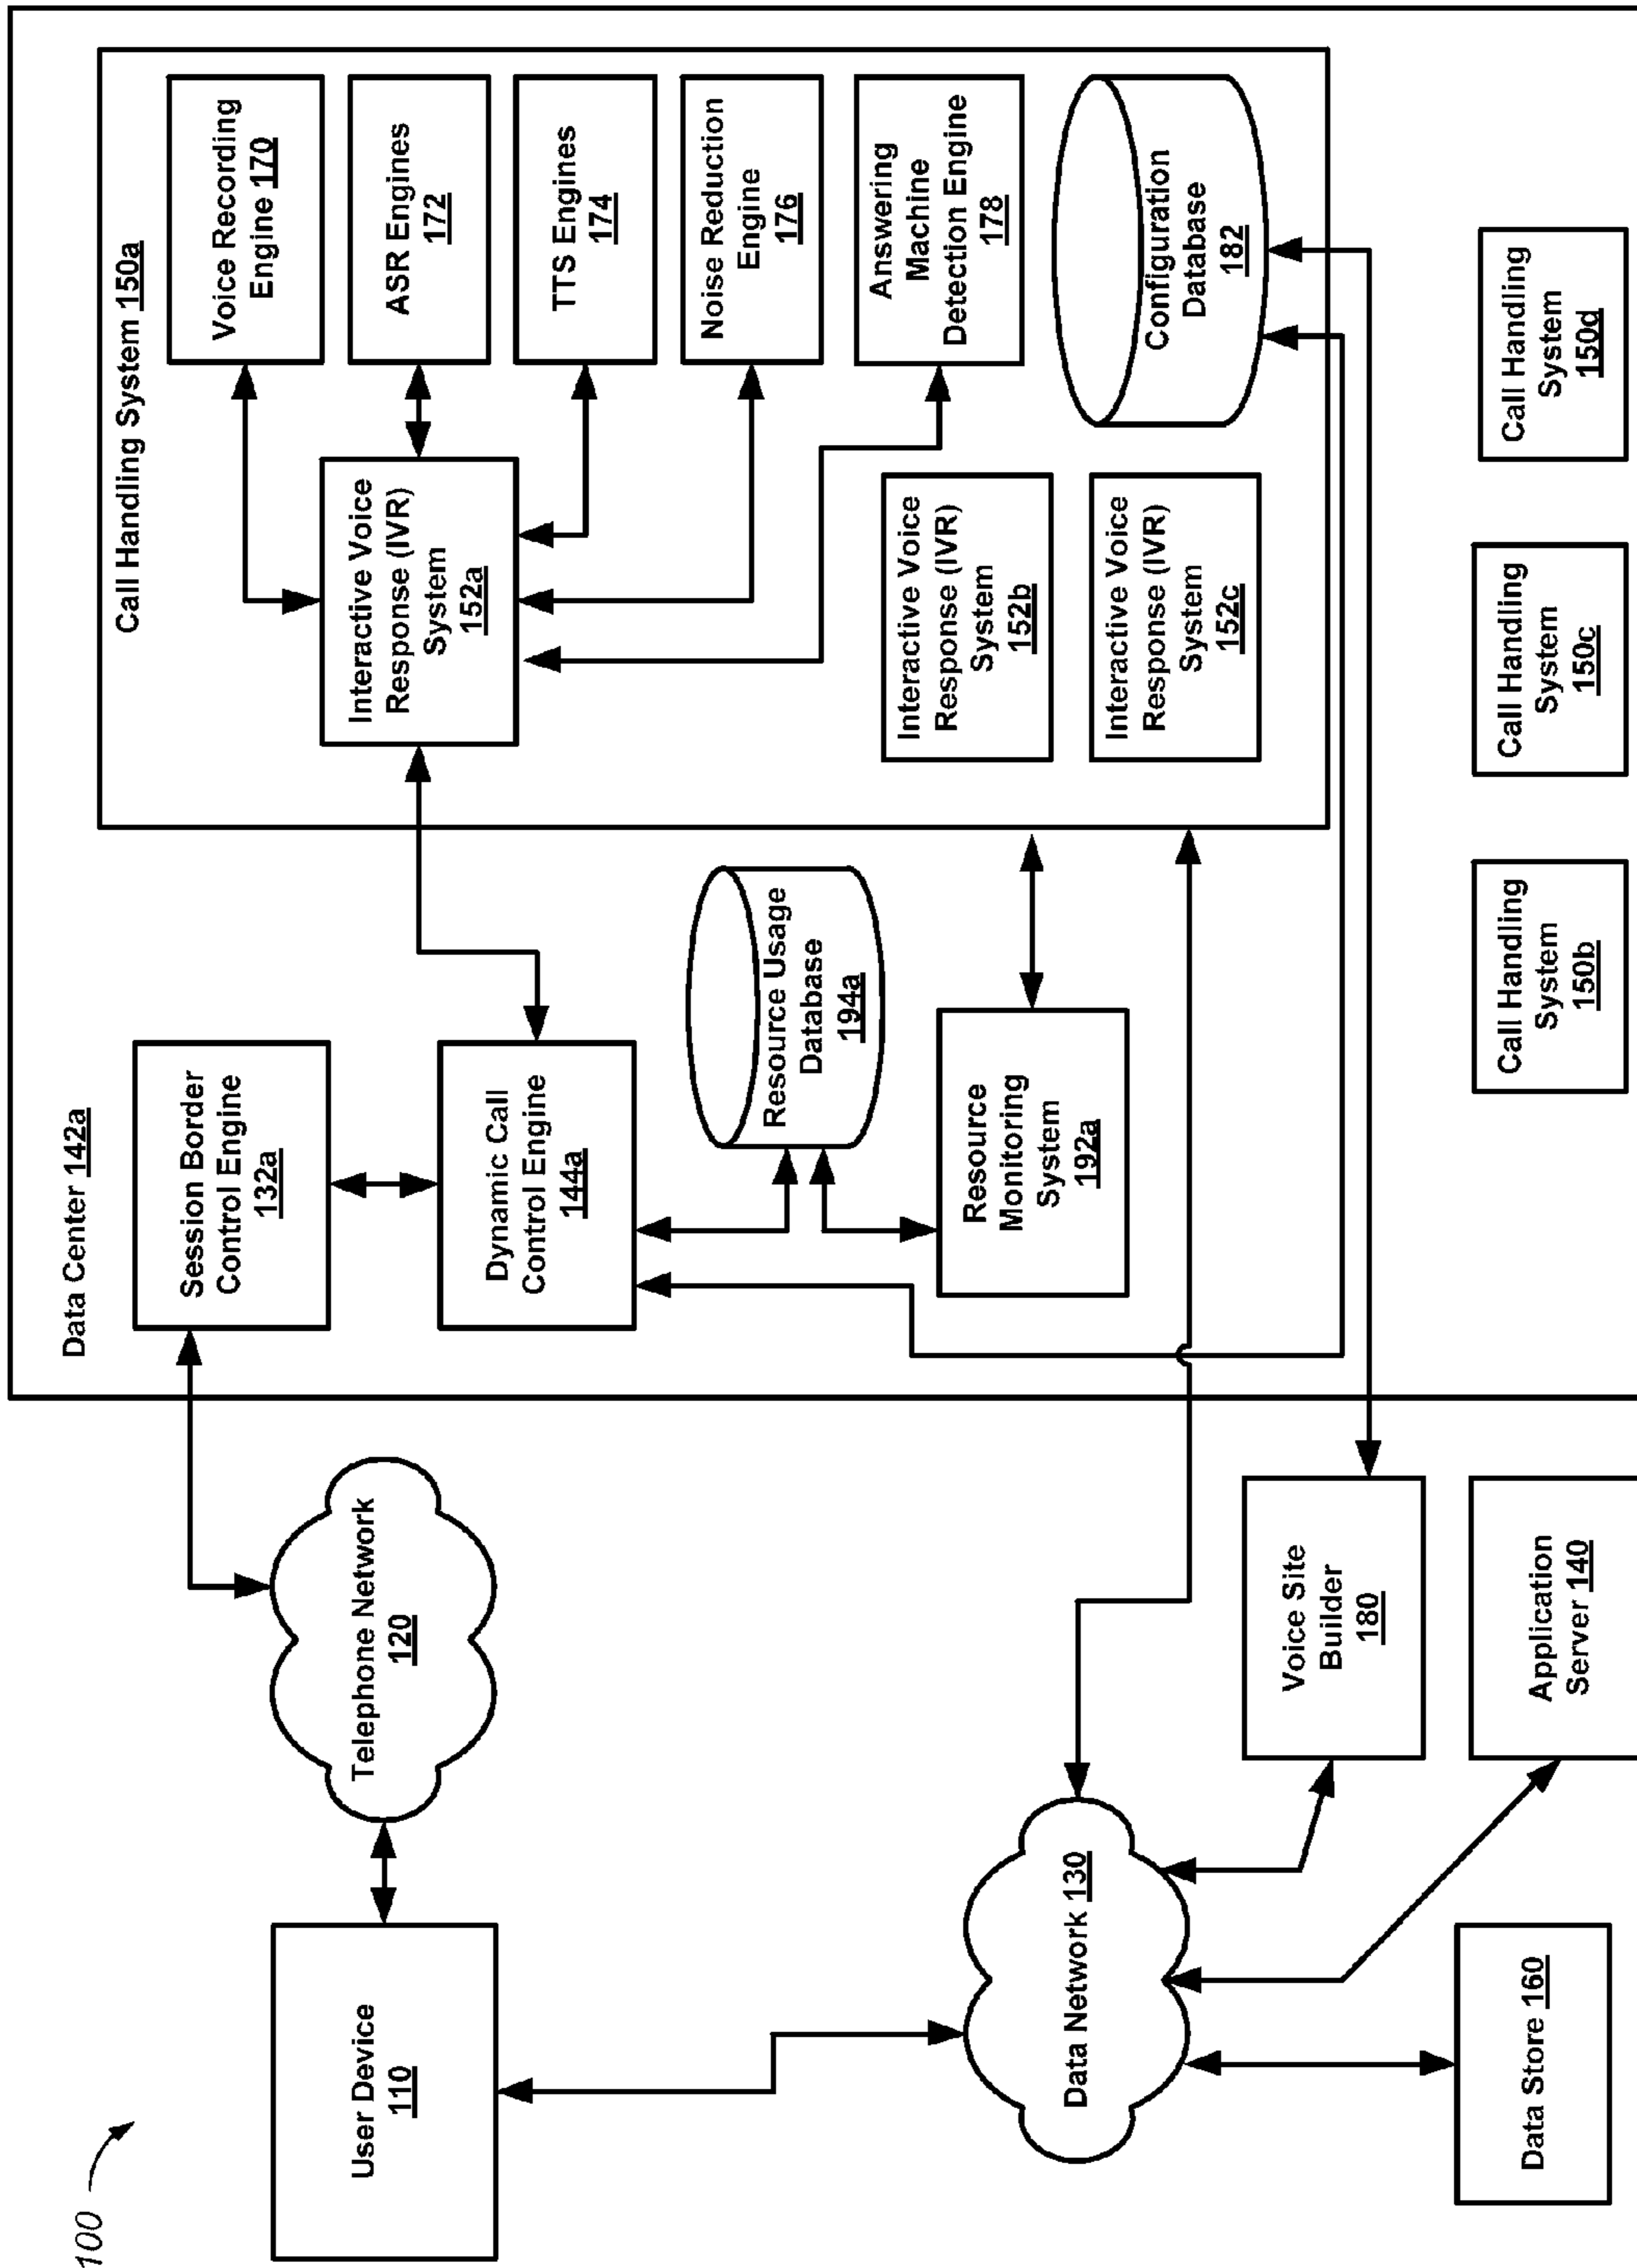 100
User Device
110
Telephone Network
120
Data Network 130
Data Store 160
Voice Site
Builder
180
Application
Server 140
Data Center 142a
Session Border
Control Engine
132a
Dynamic Call
Control Engine
144a
Resource Usage
Database
194a
Resource
Monitoring
System
192a
Call Handling System 150a
Interactive Voice
Response (IVR)
System
152a
Voice Recording
Engine 170
ASR Engines
172
TTS Engines
174
Noise Reduction
Engine
176
Answering
Machine
Detection Engine
178
Interactive Voice
Response (IVR)
System
152b
Interactive Voice
Response (IVR)
System
152c
Configuration
Database
182
Call Handling
System
150b
Call Handling
System
150c
Call Handling
System
150d